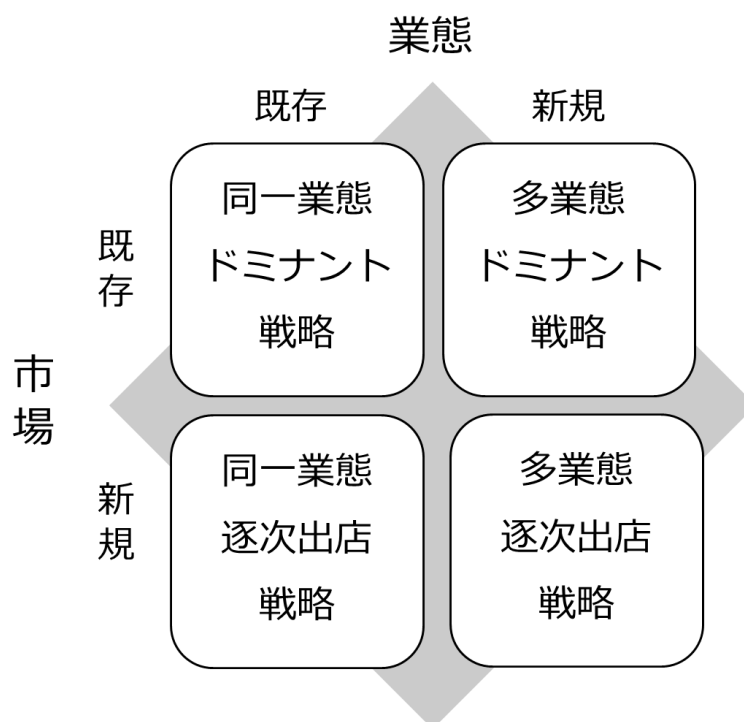 業態
既存
新規
既存
同一業態
ドミナント
戦略
多業態
ドミナント
戦略
市場
新規
同一業態
逐次出店
戦略
多業態
逐次出店
戦略